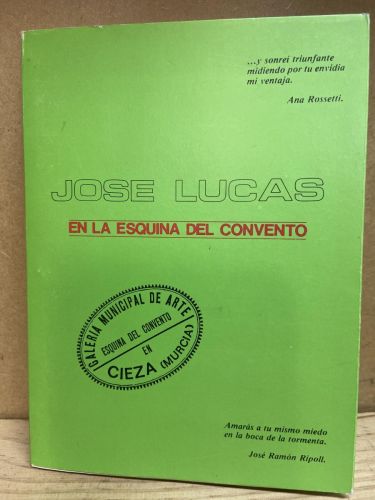 ...y sonreí triunfante
midiendo por tu envidia
mi ventaja.
Ana Rossetti.
JOSE LUCAS
EN LA ESQUINA DEL CONVENTO
GALERÍA MUNICIPAL DE ARTE
ESQUINA DEL CONVENTO
EN
CIEZA (MURCIA)
Amarás a tu mismo miedo
en la boca de la tormenta.
José Ramón Ripoll.